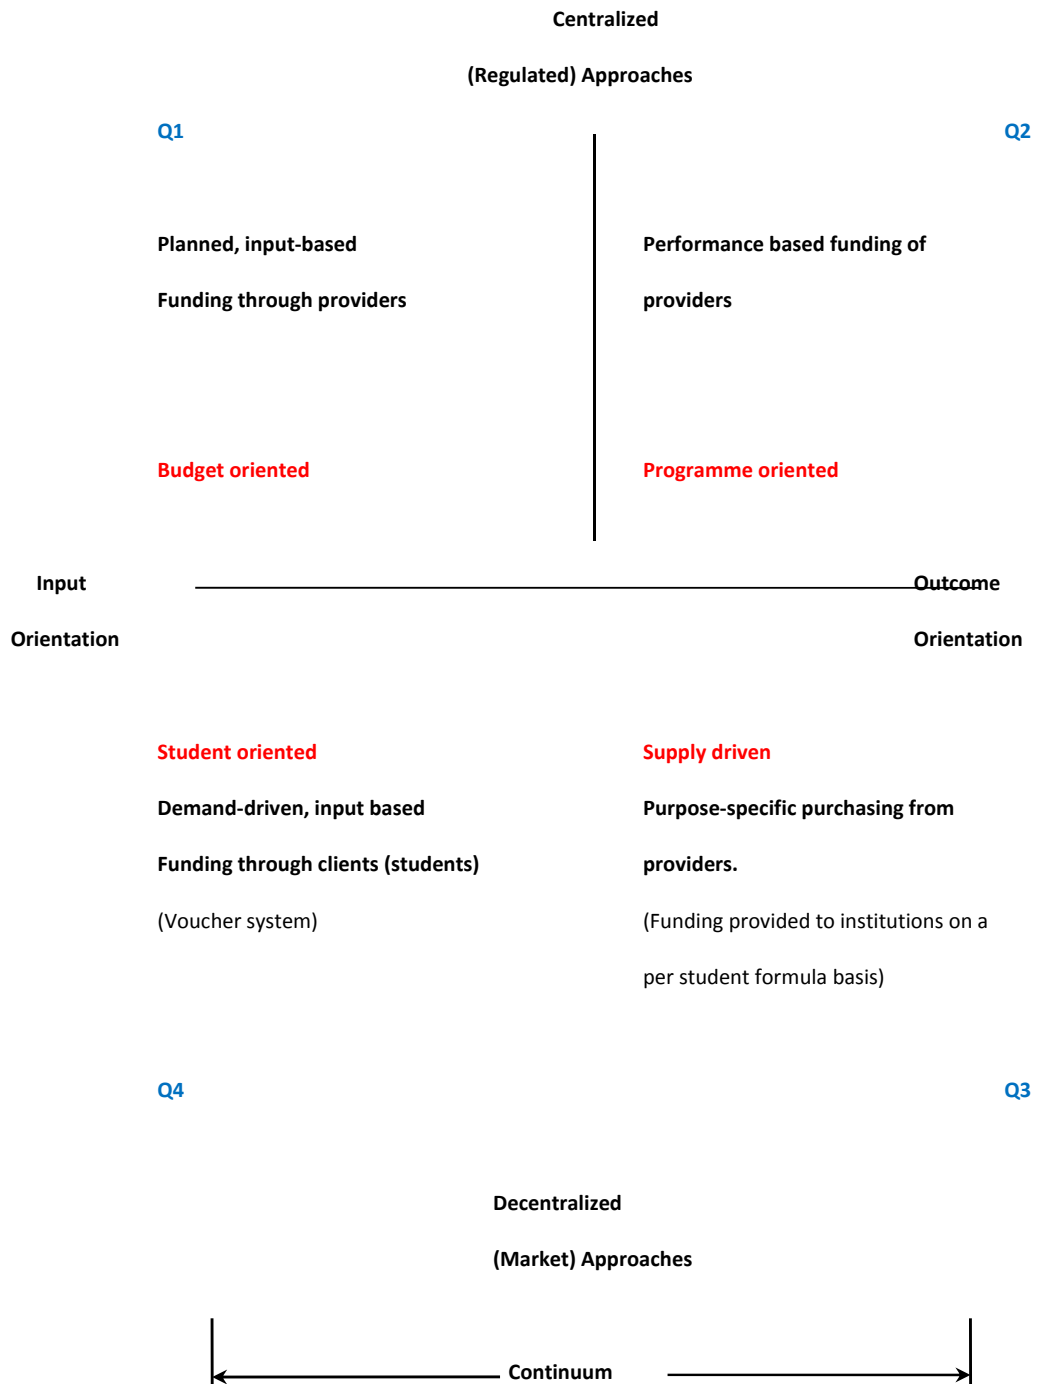 Centralized
(Regulated) Approaches
Q1
Q2
Planned, input-based
Performance based funding of
Funding through providers
providers
Budget oriented
Programme oriented
Input
Outcome
Orientation
Orientation
Student oriented
Supply driven
Demand-driven, input based
Purpose-specific purchasing from
Funding through clients (students)
providers.
(Voucher system)
(Funding provided to institutions on a
per student formula basis)
Q4
Q3
Decentralized
(Market) Approaches
Continuum